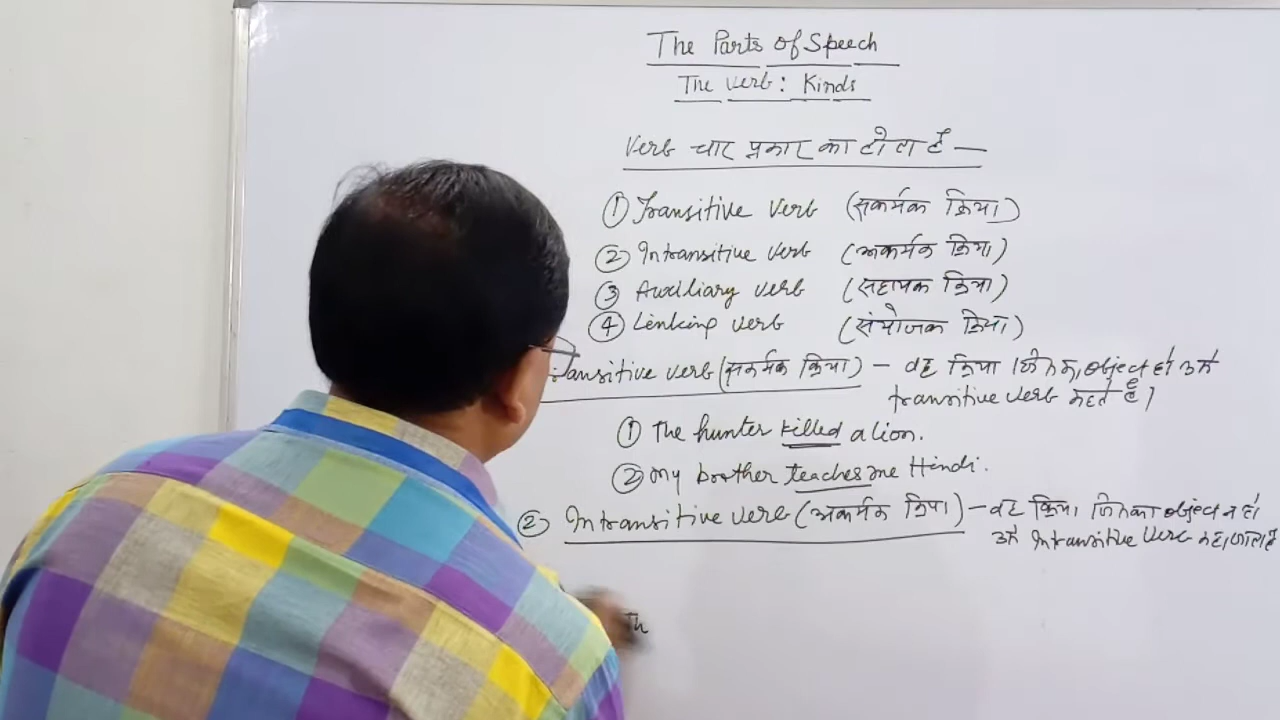 The Parts of Speech
The Verb: Kinds
Verb चार प्रकार का होता है —
① Transitive Verb (सकर्मक क्रिया)
② Intransitive Verb (अकर्मक क्रिया)
③ Auxiliary Verb (सहायक क्रिया)
④ Linking Verb (संयोजक क्रिया)
ransitive Verb (सकर्मक क्रिया) – वह क्रिया जिसका object हो उसे
transitive Verb कहते हैं।
① The hunter killed a lion.
② My brother teaches me Hindi.
② Intransitive Verb (अकर्मक क्रिया) – वह क्रिया जिसका object न हो
उसे Intransitive Verb कहा जाता है
Th